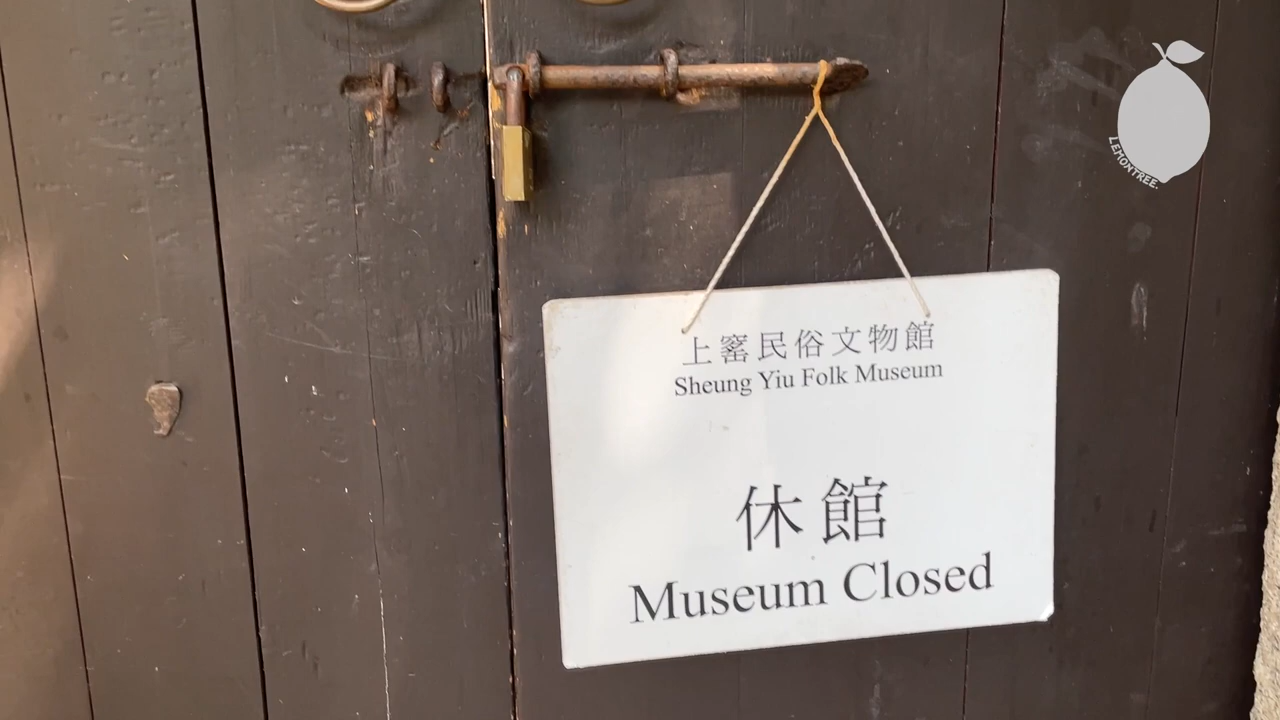 LEMONTREE.
上窰民俗文物館
Sheung Yiu Folk Museum
休館
Museum Closed